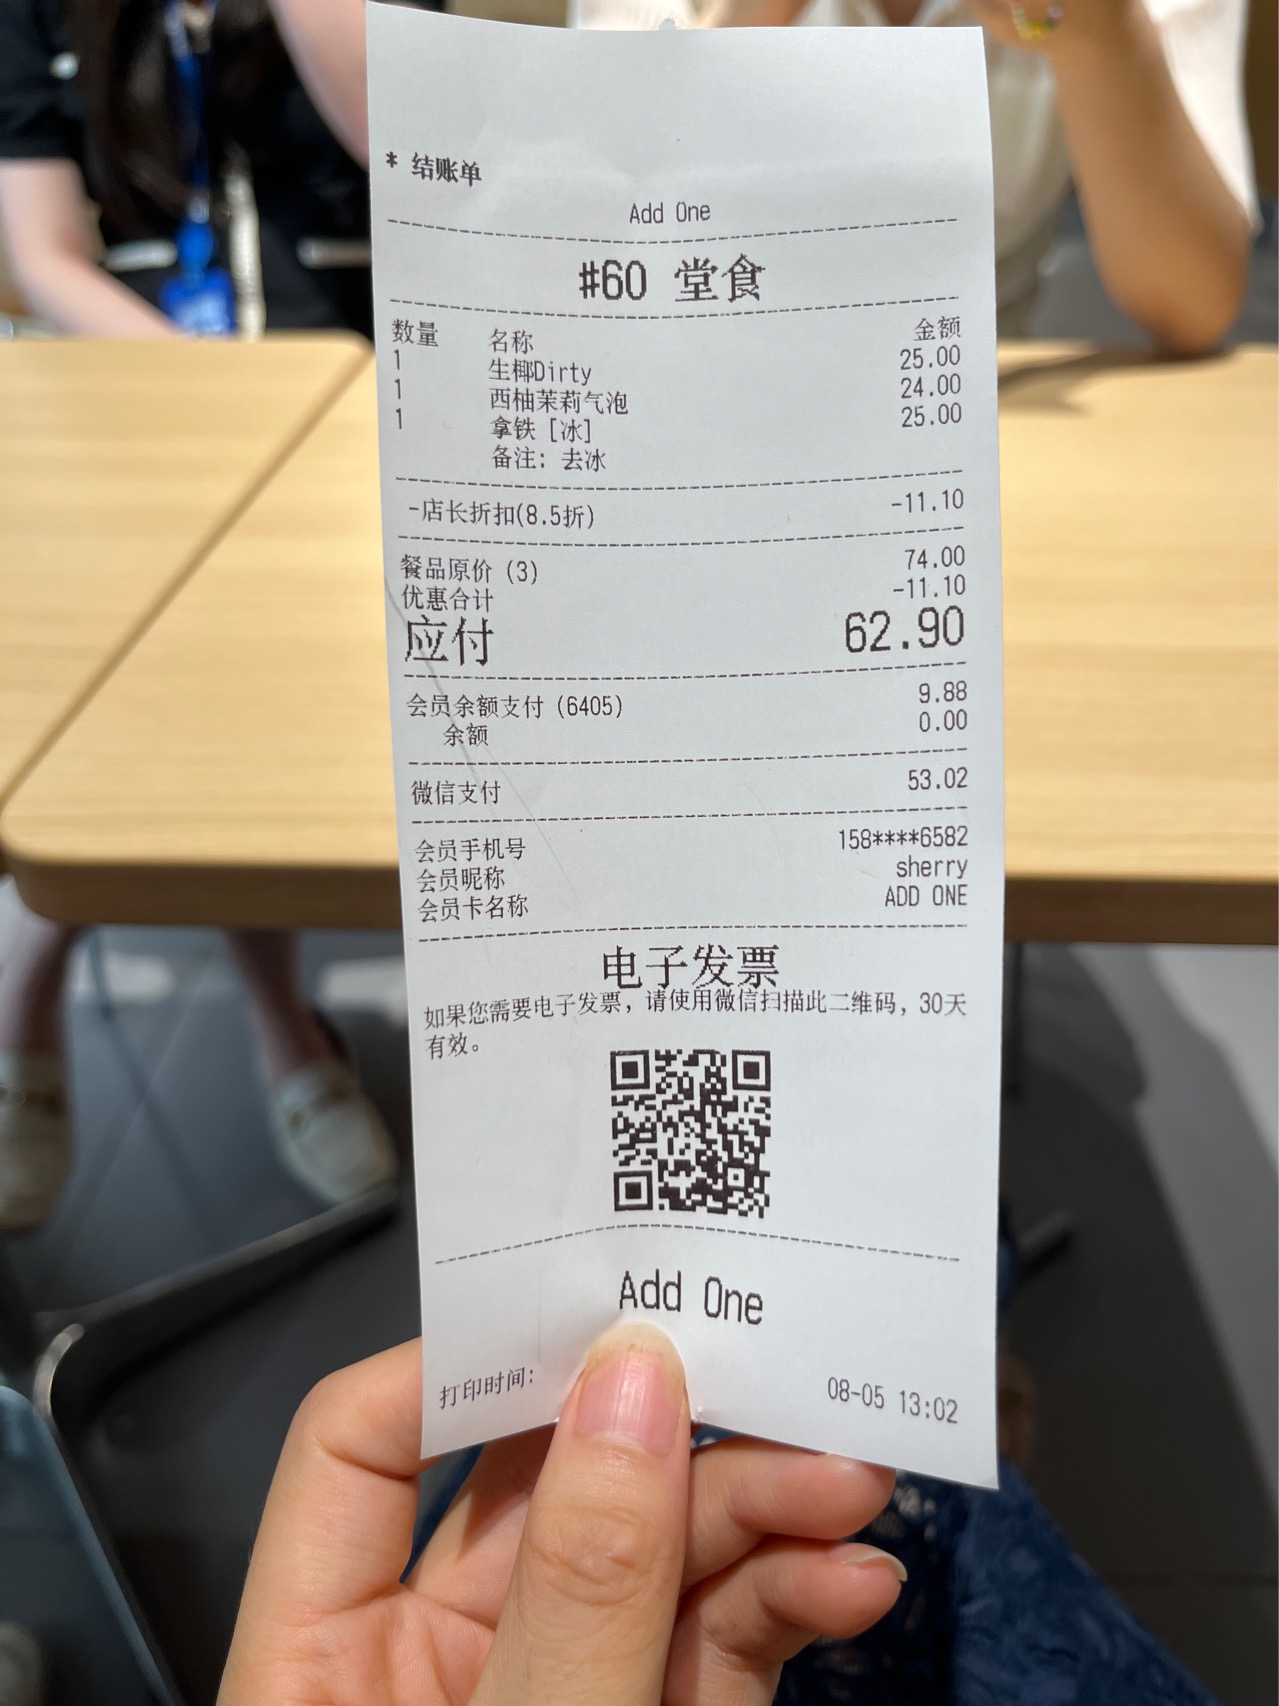 * 结账单
Add One
#60 堂食
数量 名称 金额
1 生椰Dirty 25.00
1 西柚茉莉气泡 24.00
1 拿铁 [冰] 25.00
备注: 去冰
-店长折扣(8.5折) -11.10
餐品原价 (3) 74.00
优惠合计 -11.10
应付 62.90
会员余额支付 (6405) 9.88
余额 0.00
微信支付 53.02
会员手机号 158****6582
会员昵称 sherry
会员卡名称 ADD ONE
电子发票
如果您需要电子发票，请使用微信扫描此二维码，30天
有效。
Add One
打印时间: 08-05 13:02